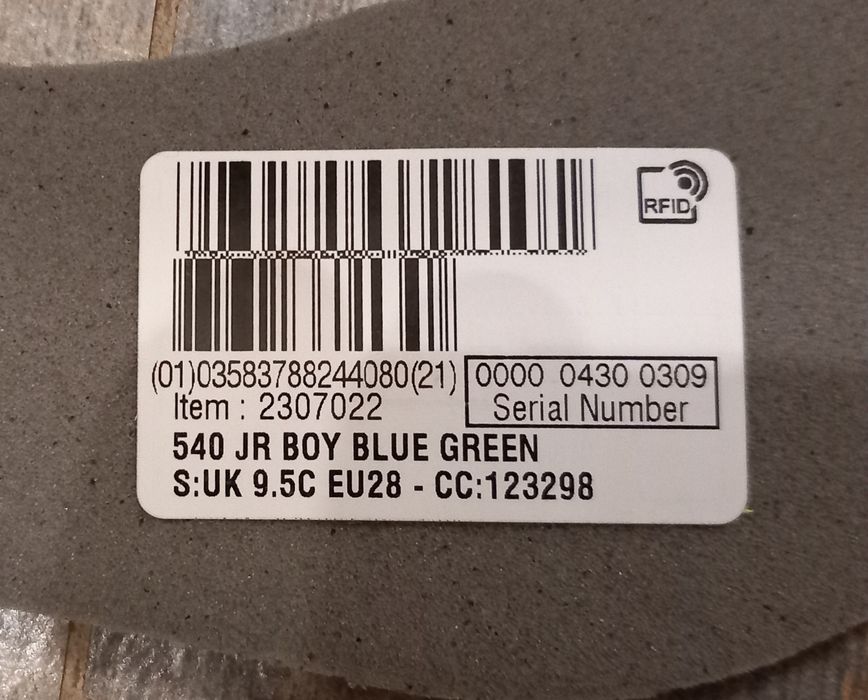 RFID
(01)03583788244080(21)
0000 0430 0309
Item : 2307022
Serial Number
540 JR BOY BLUE GREEN
S:UK 9.5C EU28 - CC:123298